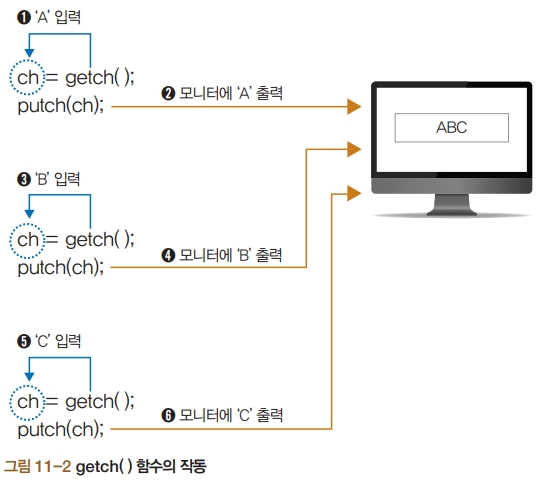 ❶ ‘A’ 입력
ch = getch( );
putch(ch);
❷ 모니터에 ‘A’ 출력
ABC
❸ ‘B’ 입력
ch = getch( );
putch(ch);
❹ 모니터에 ‘B’ 출력
❺ ‘C’ 입력
ch = getch( );
putch(ch);
❻ 모니터에 ‘C’ 출력
그림 11-2 getch( ) 함수의 작동